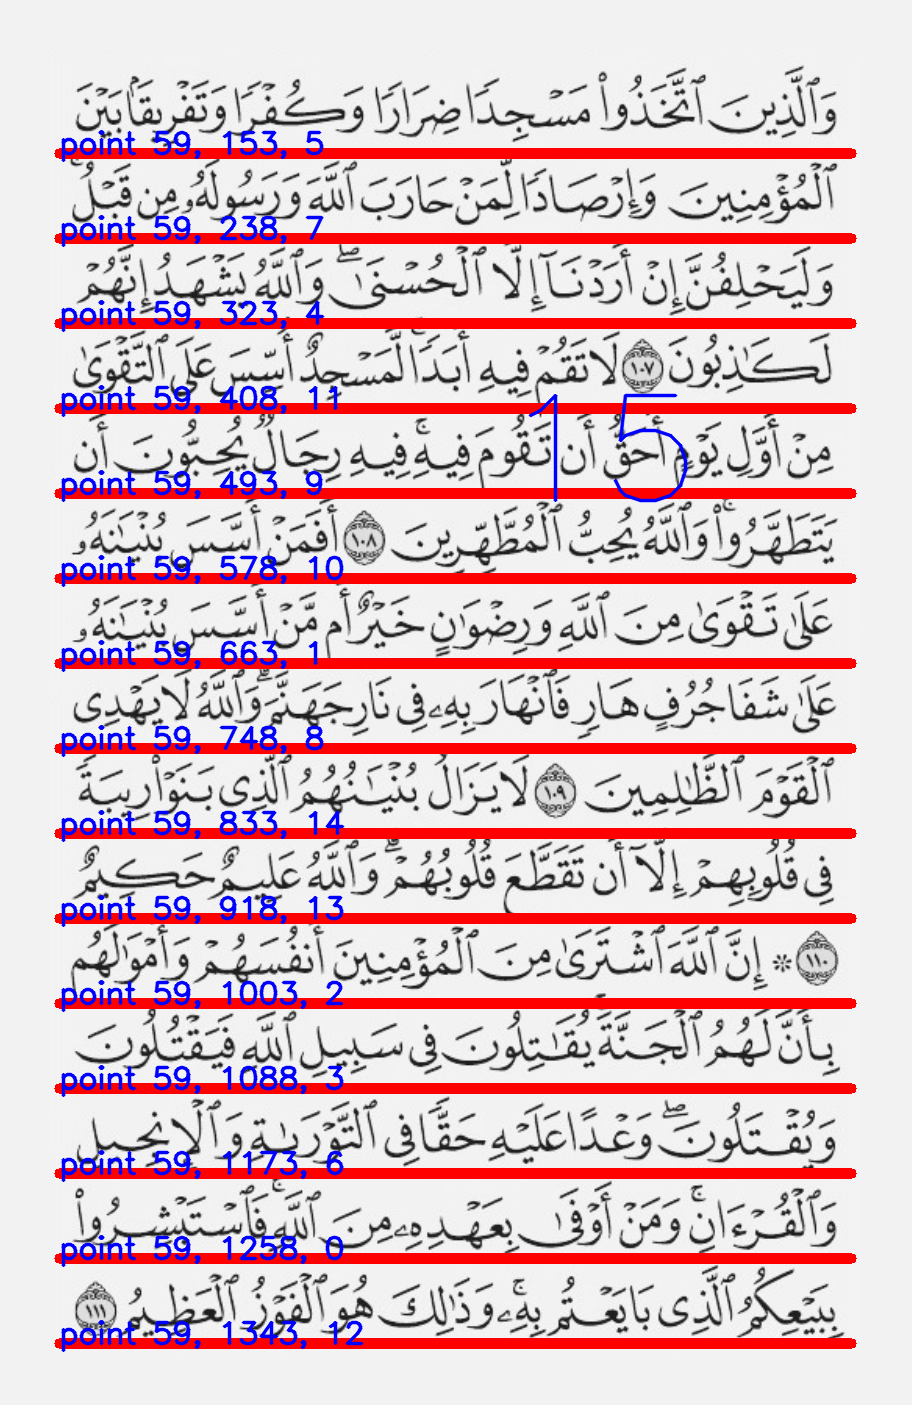 وَٱلَّذِينَ ٱتَّخَذُوا۟ مَسْجِدًا ضِرَارًا وَكُفْرًا وَتَفْرِيقًۢا بَيْنَ
point 59, 153, 5
ٱلْمُؤْمِنِينَ وَإِرْصَادًا لِّمَنْ حَارَبَ ٱللَّهَ وَرَسُولَهُۥ مِن قَبْلُ ۚ
point 59, 238, 7
وَلَيَحْلِفُنَّ إِنْ أَرَدْنَآ إِلَّا ٱلْحُسْنَىٰ ۖ وَٱللَّهُ يَشْهَدُ إِنَّهُمْ
point 59, 323, 4
لَكَـٰذِبُونَ ١٠٧ لَا تَقُمْ فِيهِ أَبَدًا ۚ لَّمَسْجِدٌ أُسِّسَ عَلَى ٱلتَّقْوَىٰ
point 59, 408, 11
15
مِنْ أَوَّلِ يَوْمٍ أَحَقُّ أَن تَقُومَ فِيهِ ۚ فِيهِ رِجَالٌ يُحِبُّونَ أَن
point 59, 493, 9
يَتَطَهَّرُوا۟ ۚ وَٱللَّهُ يُحِبُّ ٱلْمُطَّهِّرِينَ ١٠٨ أَفَمَنْ أَسَّسَ بُنْيَـٰنَهُۥ
point 59, 578, 10
عَلَىٰ تَقْوَىٰ مِنَ ٱللَّهِ وَرِضْوَٰنٍ خَيْرٌ أَم مَّنْ أَسَّسَ بُنْيَـٰنَهُۥ
point 59, 663, 1
عَلَىٰ شَفَا جُرُفٍ هَارٍ فَٱنْهَارَ بِهِۦ فِى نَارِ جَهَنَّمَ ۗ وَٱللَّهُ لَا يَهْدِى
point 59, 748, 8
ٱلْقَوْمَ ٱلظَّـٰلِمِينَ ١٠٩ لَا يَزَالُ بُنْيَـٰنُهُمُ ٱلَّذِى بَنَوْا۟ رِيبَةً
point 59, 833, 14
فِى قُلُوبِهِمْ إِلَّآ أَن تَقَطَّعَ قُلُوبُهُمْ ۗ وَٱللَّهُ عَلِيمٌ حَكِيمٌ
point 59, 918, 13
١١٠ * إِنَّ ٱللَّهَ ٱشْتَرَىٰ مِنَ ٱلْمُؤْمِنِينَ أَنفُسَهُمْ وَأَمْوَٰلَهُم
point 59, 1003, 2
بِأَنَّ لَهُمُ ٱلْجَنَّةَ ۚ يُقَـٰتِلُونَ فِى سَبِيلِ ٱللَّهِ فَيَقْتُلُونَ
point 59, 1088, 3
وَيُقْتَلُونَ ۖ وَعْدًا عَلَيْهِ حَقًّا فِى ٱلتَّوْرَىٰةِ وَٱلْإِنجِيلِ
point 59, 1173, 6
وَٱلْقُرْءَانِ ۚ وَمَنْ أَوْفَىٰ بِعَهْدِهِۦ مِنَ ٱللَّهِ ۚ فَٱسْتَبْشِرُوا۟
point 59, 1258, 0
بِبَيْعِكُمُ ٱلَّذِى بَايَعْتُم بِهِۦ ۚ وَذَٰلِكَ هُوَ ٱلْفَوْزُ ٱلْعَظِيمُ ١١١
point 59, 1343, 12